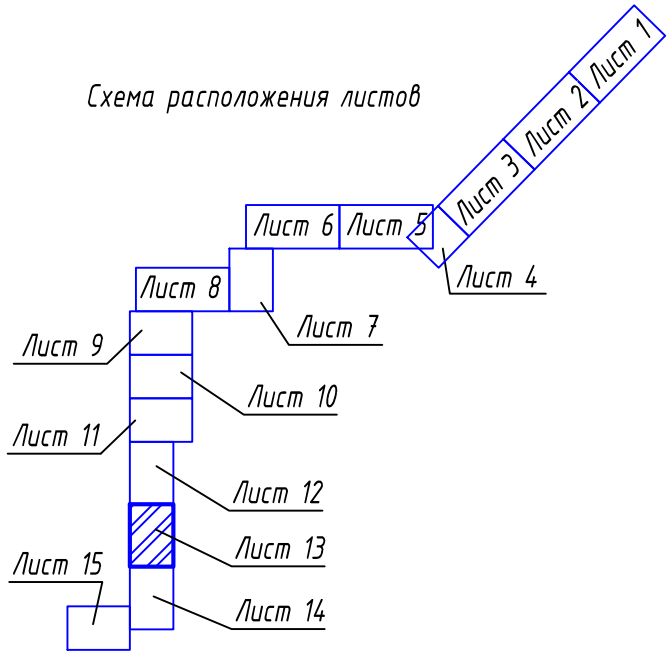 Схема расположения листов
Лист 1
Лист 2
Лист 3
Лист 4
Лист 5
Лист 6
Лист 7
Лист 8
Лист 9
Лист 10
Лист 11
Лист 12
Лист 13
Лист 14
Лист 15